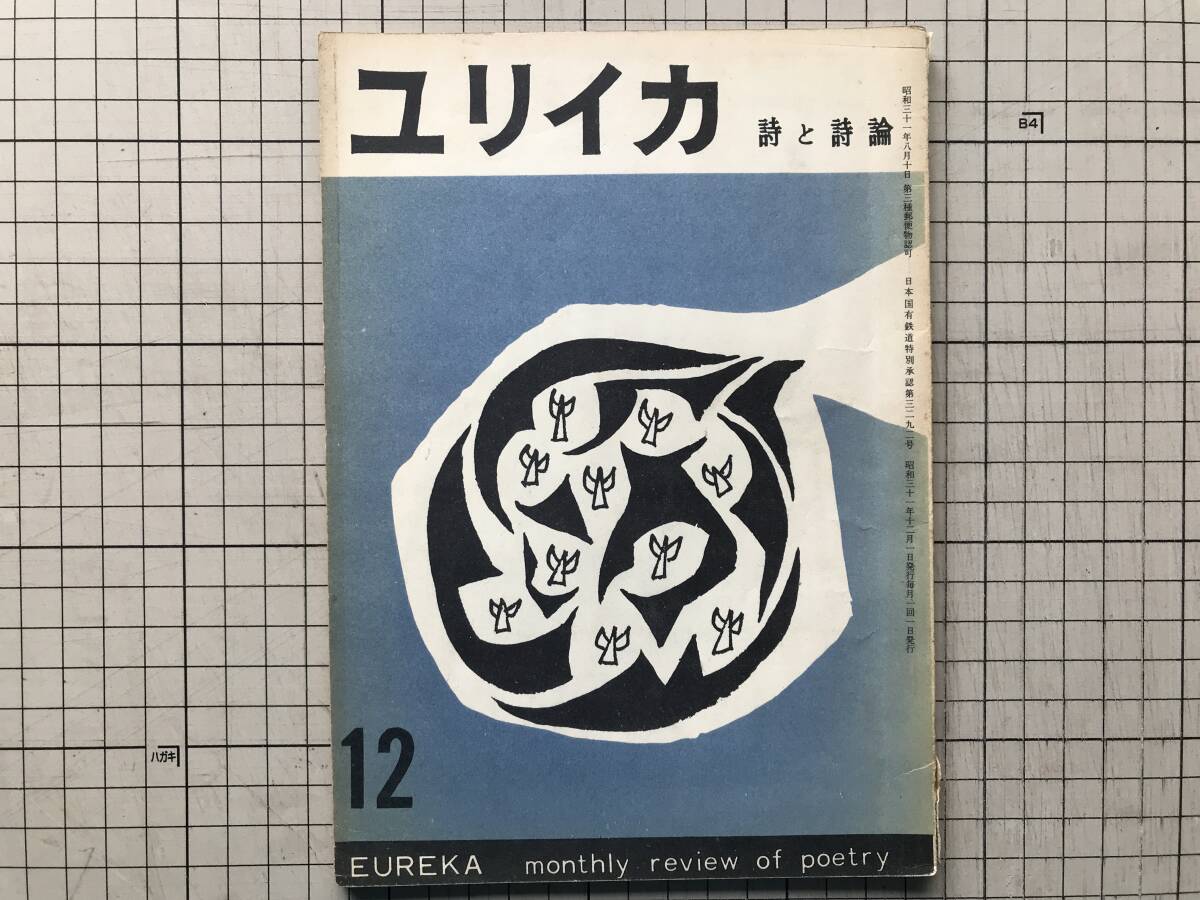 ユリイカ
詩と詩論
昭和三十一年八月十日 第三種郵便物認可 日本国有鉄道特別承認第三二九二号 昭和三十一年十二月一日発行毎月一回一日発行
B4
ハガキ
12
EUREKA monthly review of poetry